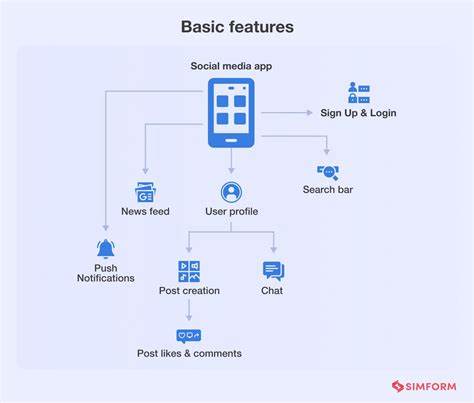 Basic features
Social media app
Sign Up & Login
Search bar
News feed
User profile
Push
Notifications
Post creation
Chat
Post likes & comments
SIMFORM